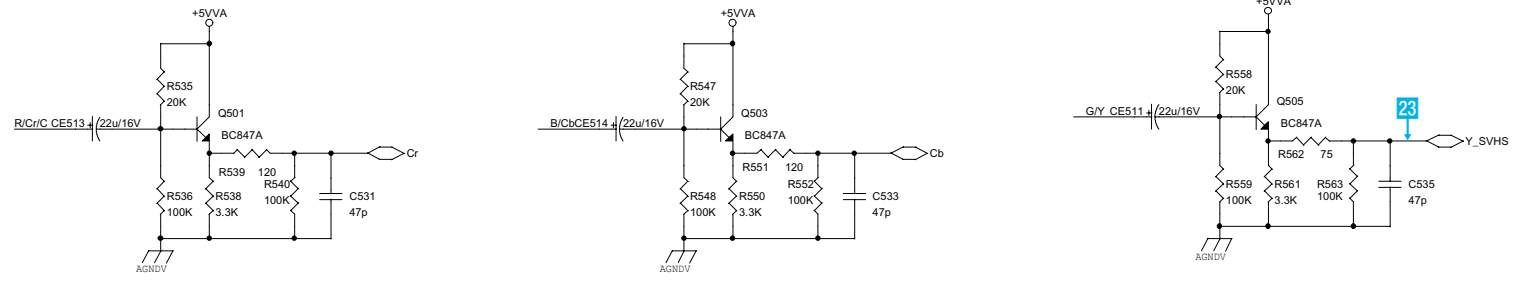 +5VVA
R535
20K
Q501
R/Cr/C CE513 + 22u/16V
BC847A
Cr
R539 120
R536
100K
R538
3.3K
R540
100K
C531
47p
AGNDV
+5VVA
R547
20K
Q503
B/CbCE514 + 22u/16V
BC847A
Cb
R551 120
R548
100K
R550
3.3K
R552
100K
C533
47p
AGNDV
+5VVA
R558
20K
Q505
G/Y CE511 + 22u/16V
23
BC847A
Y_SVHS
R562 75
R559
100K
R561
3.3K
R563
100K
C535
47p
AGNDV